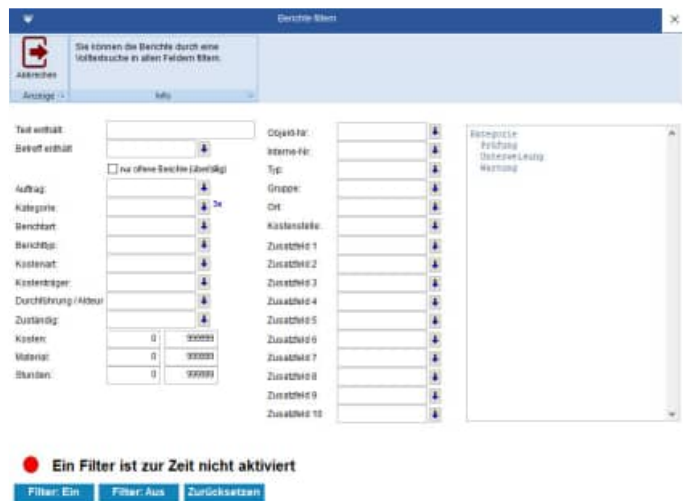 Berichte filtern
Abbrechen
Sie können die Berichte durch eine
Volltextsuche in allen Feldern filtern.
Anzeige
Info
Text enthält:
Betreff enthält:
nur offene Berichte (überfällig)
Auftrag:
Kategorie:
3x
Berichtart:
Berichttyp:
Kostenart:
Kostenträger:
Durchführung / Akteur
Zuständig:
Kosten: 0 999999
Material: 0 999999
Stunden: 0 999999
Objekt-Nr:
Interne-Nr:
Typ:
Gruppe:
Ort:
Kostenstelle:
Zusatzfeld 1
Zusatzfeld 2
Zusatzfeld 3
Zusatzfeld 4
Zusatzfeld 5
Zusatzfeld 6
Zusatzfeld 7
Zusatzfeld 8
Zusatzfeld 9
Zusatzfeld 10
Kategorie
Prüfung
Unterweisung
Wartung
Ein Filter ist zur Zeit nicht aktiviert
Filter: Ein
Filter: Aus
Zurücksetzen